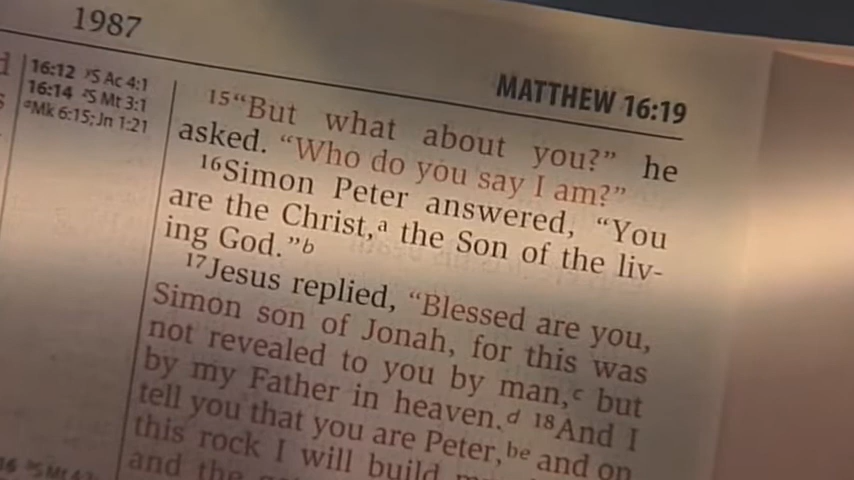 1987
MATTHEW 16:19
16:12 ʸS Ac 4:1
16:14 ᶻS Mt 3:1
ᵃMk 6:15; Jn 1:21
¹⁵“But what about you?” he
asked. “Who do you say I am?”
¹⁶Simon Peter answered, “You
are the Christ,ᵃ the Son of the liv-
ing God.”ᵇ
¹⁷Jesus replied, “Blessed are you,
Simon son of Jonah, for this was
not revealed to you by man,ᶜ but
by my Father in heaven.ᵈ ¹⁸And I
tell you that you are Peter,ᵇᵉ and on
this rock I will build
and the